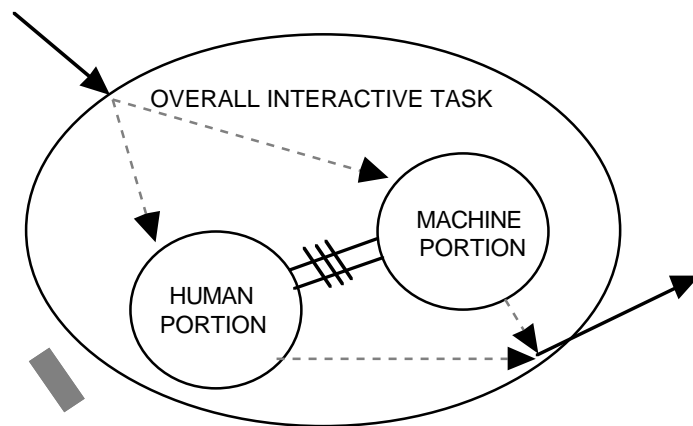 OVERALL INTERACTIVE TASK
MACHINE
PORTION
HUMAN
PORTION